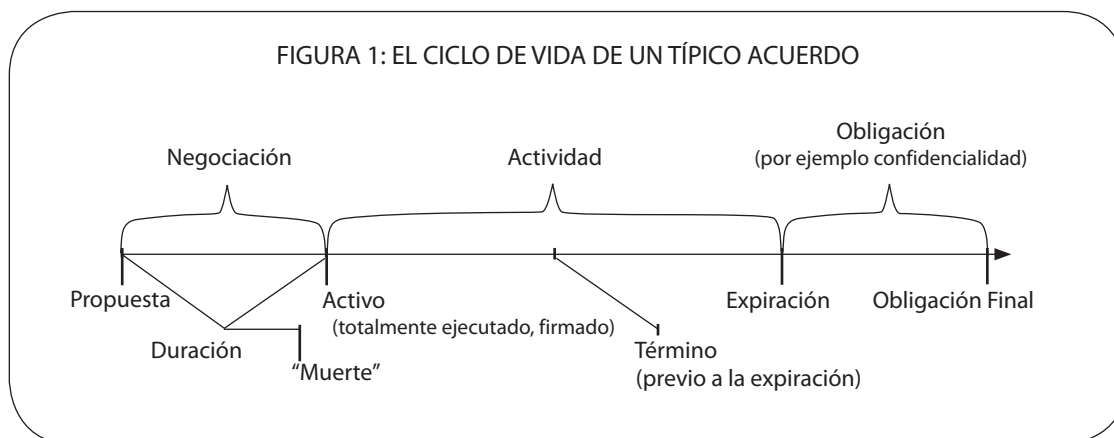 FIGURA 1: EL CICLO DE VIDA DE UN TÍPICO ACUERDO
Obligación
(por ejemplo confidencialidad)
Negociación
Actividad
Propuesta
Activo
(totalmente ejecutado, firmado)
Expiración
Obligación Final
Duración
“Muerte”
Término
(previo a la expiración)